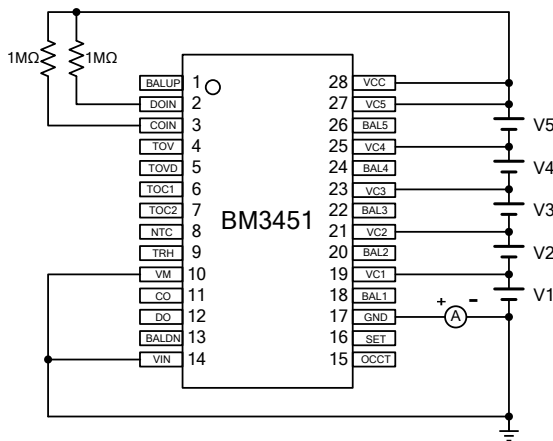 1MΩ
1MΩ
BM3451
BALUP 1
DOIN 2
COIN 3
TOV 4
TOVD 5
TOC1 6
TOC2 7
NTC 8
TRH 9
VM 10
CO 11
DO 12
BALDN 13
VIN 14
28 VCC
27 VC5
26 BAL5
25 VC4
24 BAL4
23 VC3
22 BAL3
21 VC2
20 BAL2
19 VC1
18 BAL1
17 GND
16 SET
15 OCCT
V5
V4
V3
V2
V1
+ A -